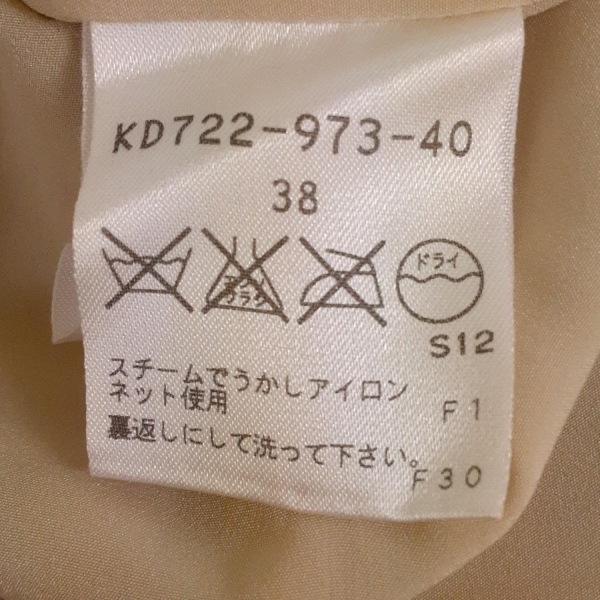 KD722-973-40
38
エンソ
サラシ
ドライ
S12
スチームでうかしアイロン
ネット使用
F1
裏返しにして洗って下さい。
F30